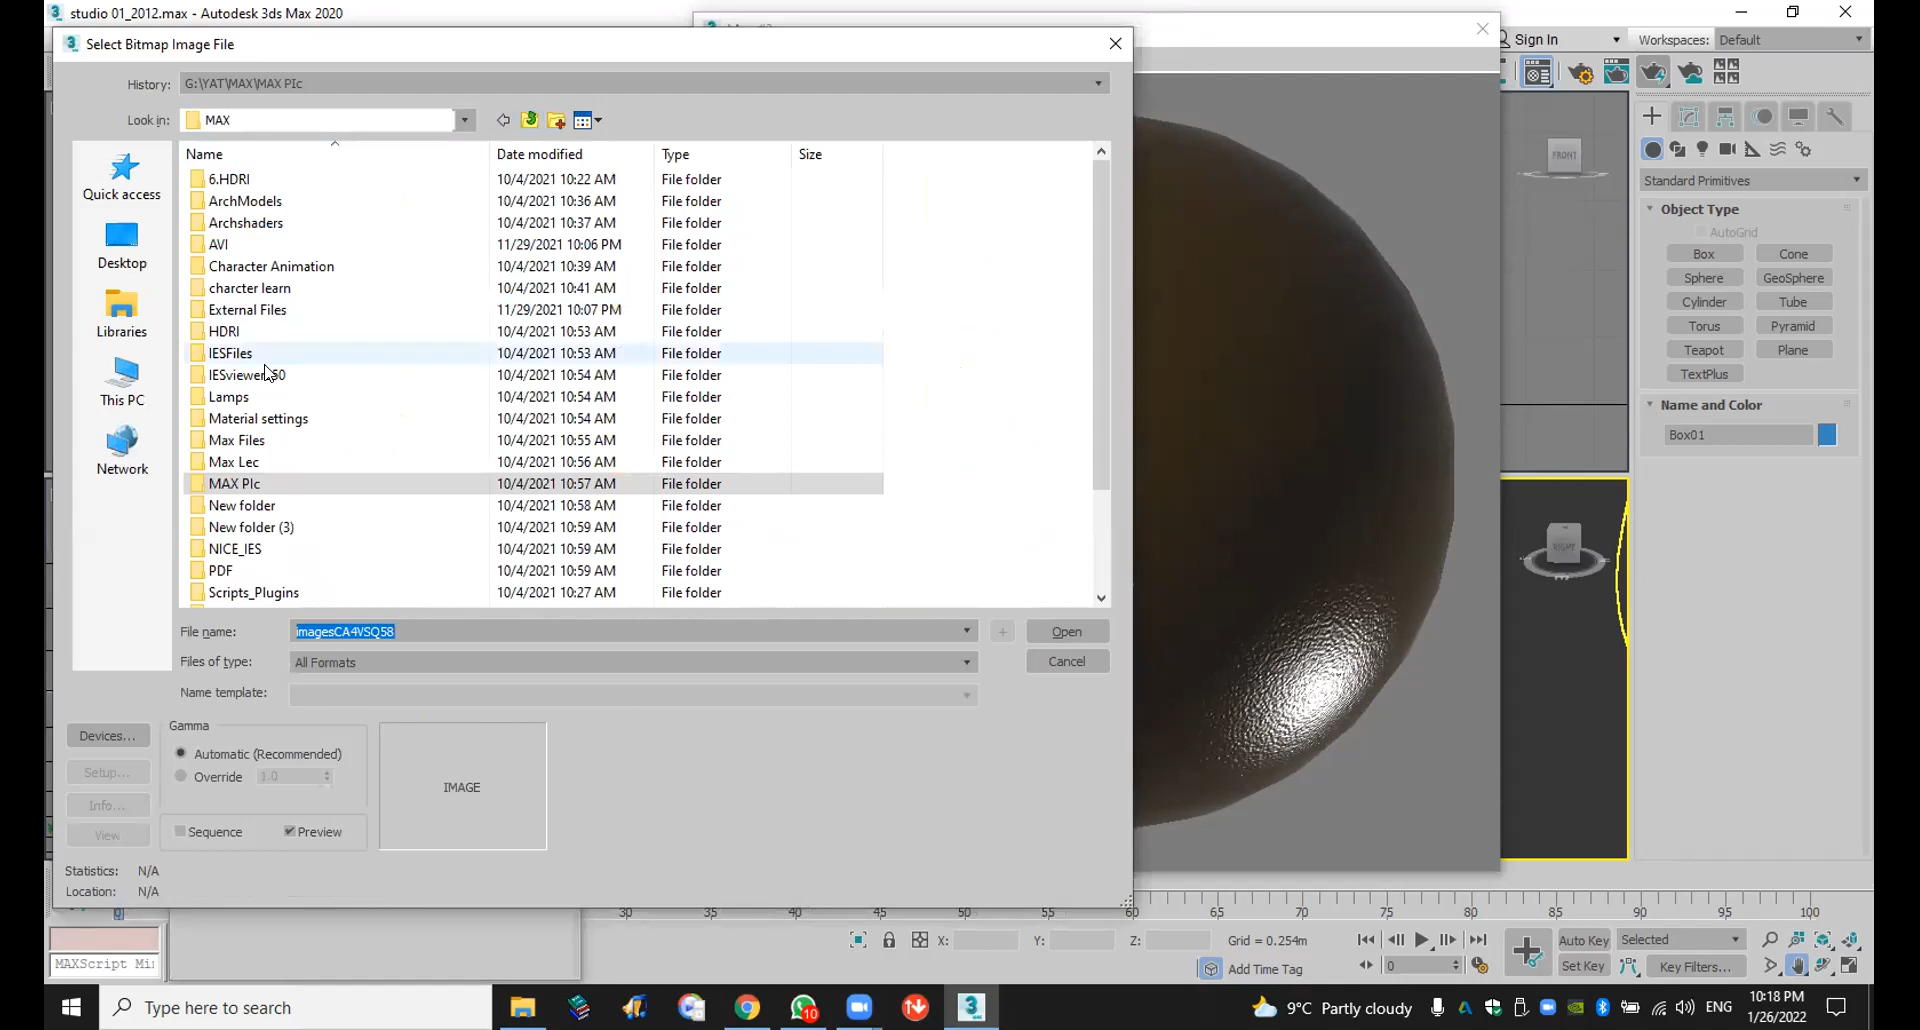 studio 01_2012.max - Autodesk 3ds Max 2020
Select Bitmap Image File
Sign In
Workspaces: Default
History: G:\YAT\MAX\MAX PIc
Look in: MAX
Name Date modified Type Size
6.HDRI 10/4/2021 10:22 AM File folder
ArchModels 10/4/2021 10:36 AM File folder
Archshaders 10/4/2021 10:37 AM File folder
AVI 11/29/2021 10:06 PM File folder
Character Animation 10/4/2021 10:39 AM File folder
charcter learn 10/4/2021 10:41 AM File folder
External Files 11/29/2021 10:07 PM File folder
HDRI 10/4/2021 10:53 AM File folder
IESFiles 10/4/2021 10:53 AM File folder
10/4/2021 10:54 AM File folder
Lamps 10/4/2021 10:54 AM File folder
Material settings 10/4/2021 10:54 AM File folder
Max Files 10/4/2021 10:55 AM File folder
Max Lec 10/4/2021 10:56 AM File folder
MAX PIc 10/4/2021 10:57 AM File folder
New folder 10/4/2021 10:58 AM File folder
New folder (3) 10/4/2021 10:59 AM File folder
NICE_IES 10/4/2021 10:59 AM File folder
PDF 10/4/2021 10:59 AM File folder
Scripts_Plugins 10/4/2021 10:27 AM File folder
Quick access
Desktop
Libraries
This PC
Network
File name: imagesCA4VSQ58 + Open
Files of type: All Formats Cancel
Name template:
Devices...
Setup...
Info...
View
Gamma
Automatic (Recommended)
Override 1.0
Sequence Preview
IMAGE
Statistics: N/A
Location: N/A
FRONT
RIGHT
Standard Primitives
Object Type
AutoGrid
Box Cone
Sphere GeoSphere
Cylinder Tube
Torus Pyramid
Teapot Plane
TextPlus
Name and Color
Box01
0 30 35 40 45 50 55 60 65 70 75 80 85 90 95 100
X: Y: Z: Grid = 0.254m
Add Time Tag
0
Auto Key Selected
Set Key Key Filters...
MAXScript Mi
Type here to search
10
9°C Partly cloudy
ENG
10:18 PM
1/26/2022